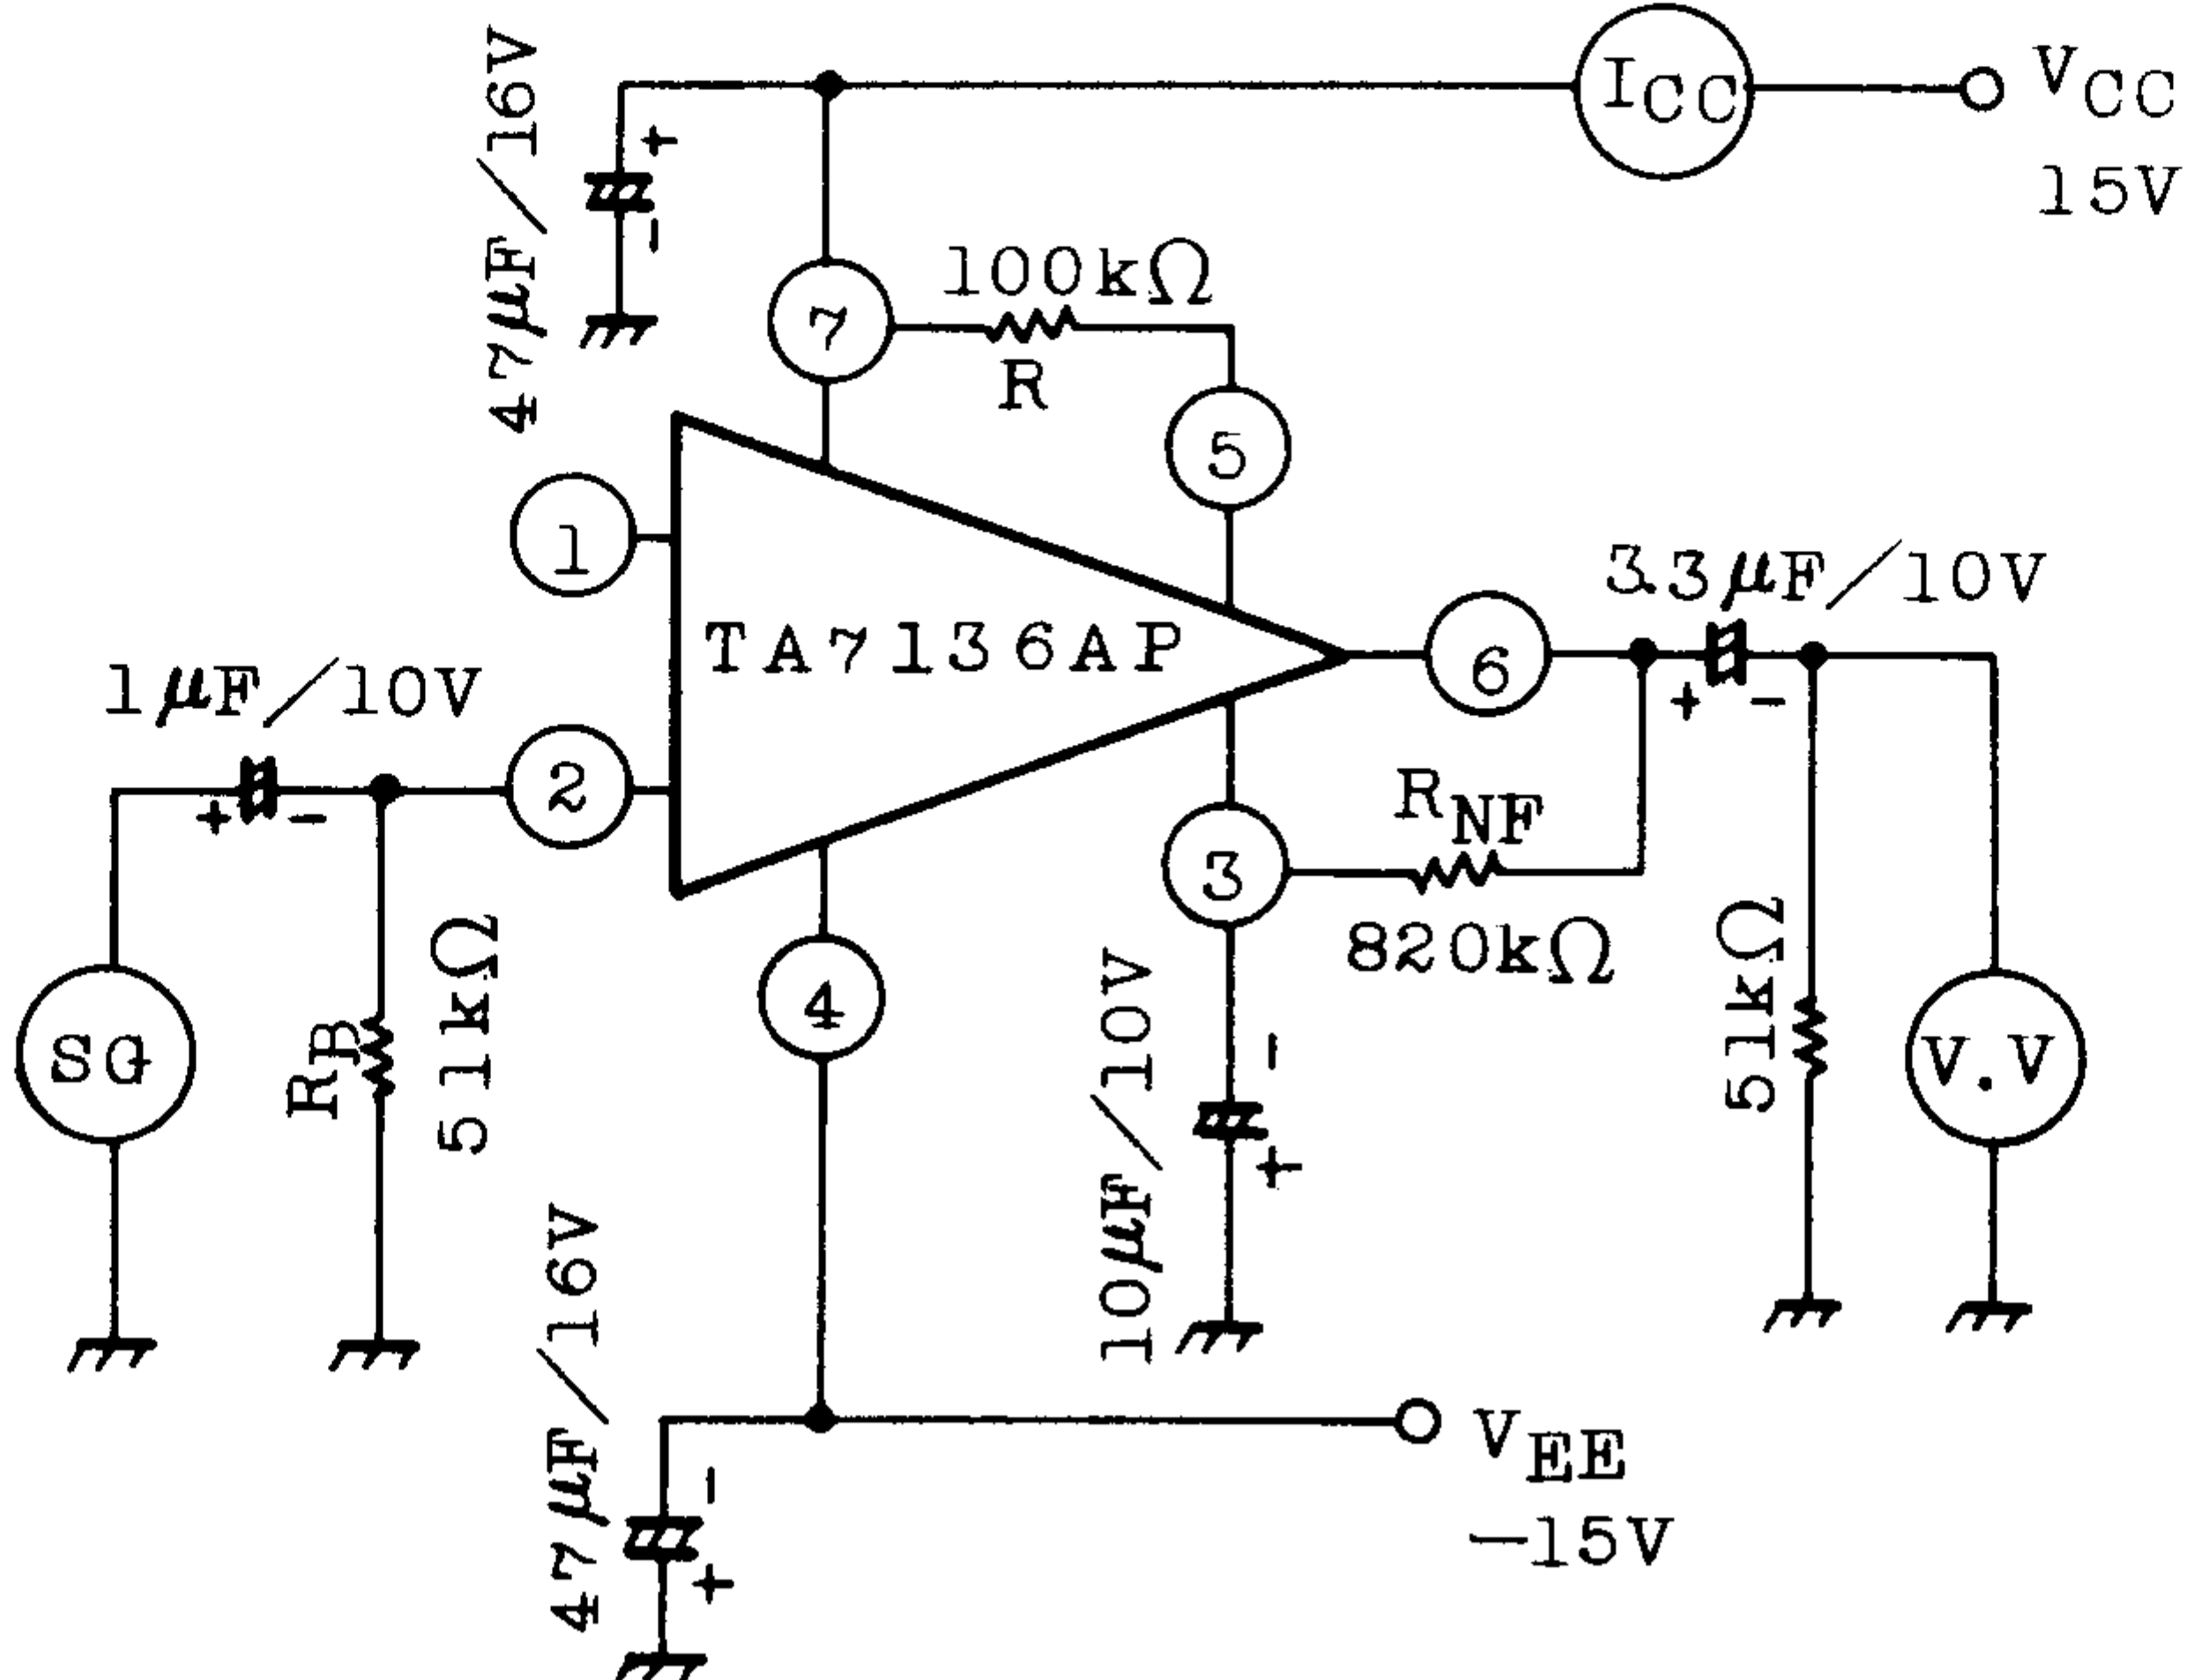 47μF/16V
ICC
VCC
15V
7
100kΩ
R
5
1
TA7136AP
6
3.3μF/10V
1μF/10V
2
RNF
3
820kΩ
SG
RB
51kΩ
4
10μF/10V
51kΩ
V.V
47μF/16V
VEE
−15V
+
-
+
-
+
-
-
+
-
+